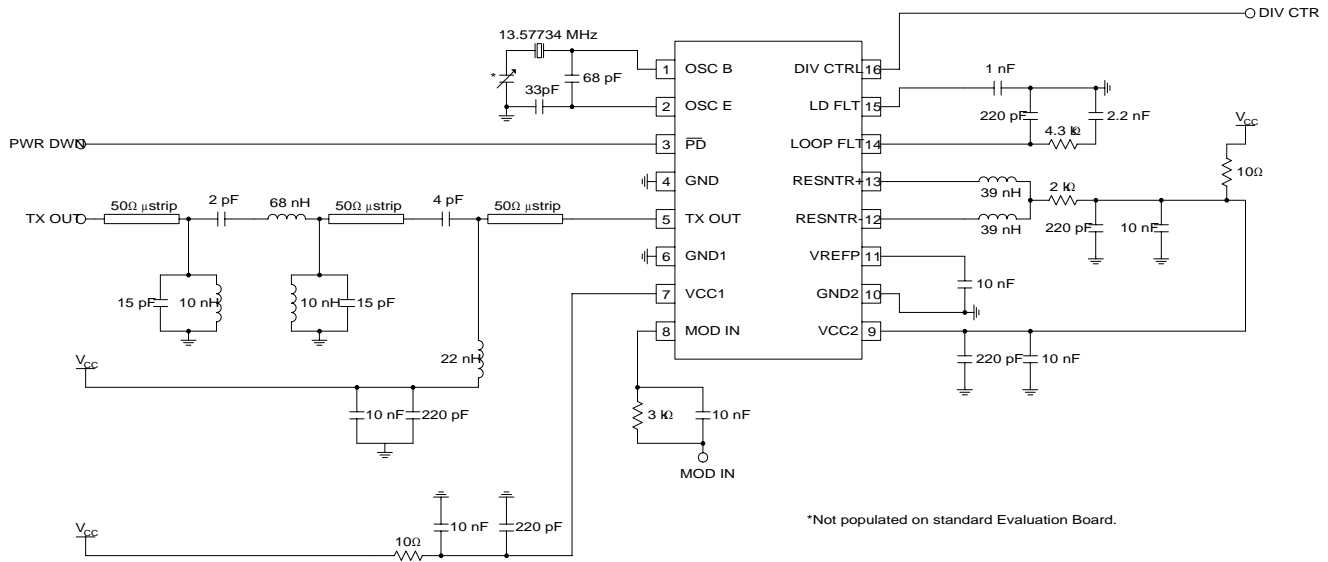 DIV CTR
13.57734 MHz
*
68 pF
33pF
1 OSC B
2 OSC E
3 PD
4 GND
5 TX OUT
6 GND1
7 VCC1
8 MOD IN
DIV CTRL 16
LD FLT 15
LOOP FLT 14
RESNTR+ 13
RESNTR- 12
VREFP 11
GND2 10
VCC2 9
1 nF
220 pF
2.2 nF
4.3 kΩ
VCC
10Ω
39 nH
2 kΩ
39 nH
220 pF
10 nF
10 nF
220 pF
10 nF
PWR DWN
TX OUT
50Ω µstrip
2 pF
68 nH
50Ω µstrip
4 pF
50Ω µstrip
15 pF
10 nH
10 nH
15 pF
22 nH
VCC
10 nF
220 pF
3 kΩ
10 nF
MOD IN
10 nF
220 pF
VCC
10Ω
*Not populated on standard Evaluation Board.